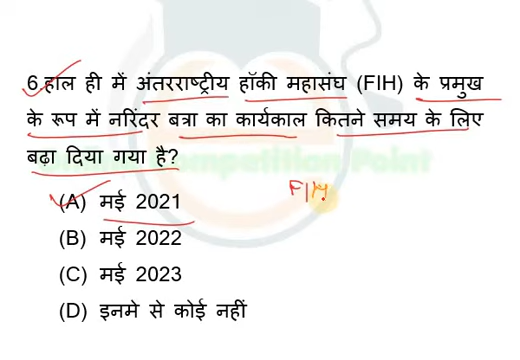 6.हाल ही में अंतरराष्ट्रीय हॉकी महासंघ (FIH) के प्रमुख
के रूप में नरिंदर बत्रा का कार्यकाल कितने समय के लिए
बढ़ा दिया गया है?
(A) मई 2021
FIH
(B) मई 2022
(C) मई 2023
(D) इनमे से कोई नहीं